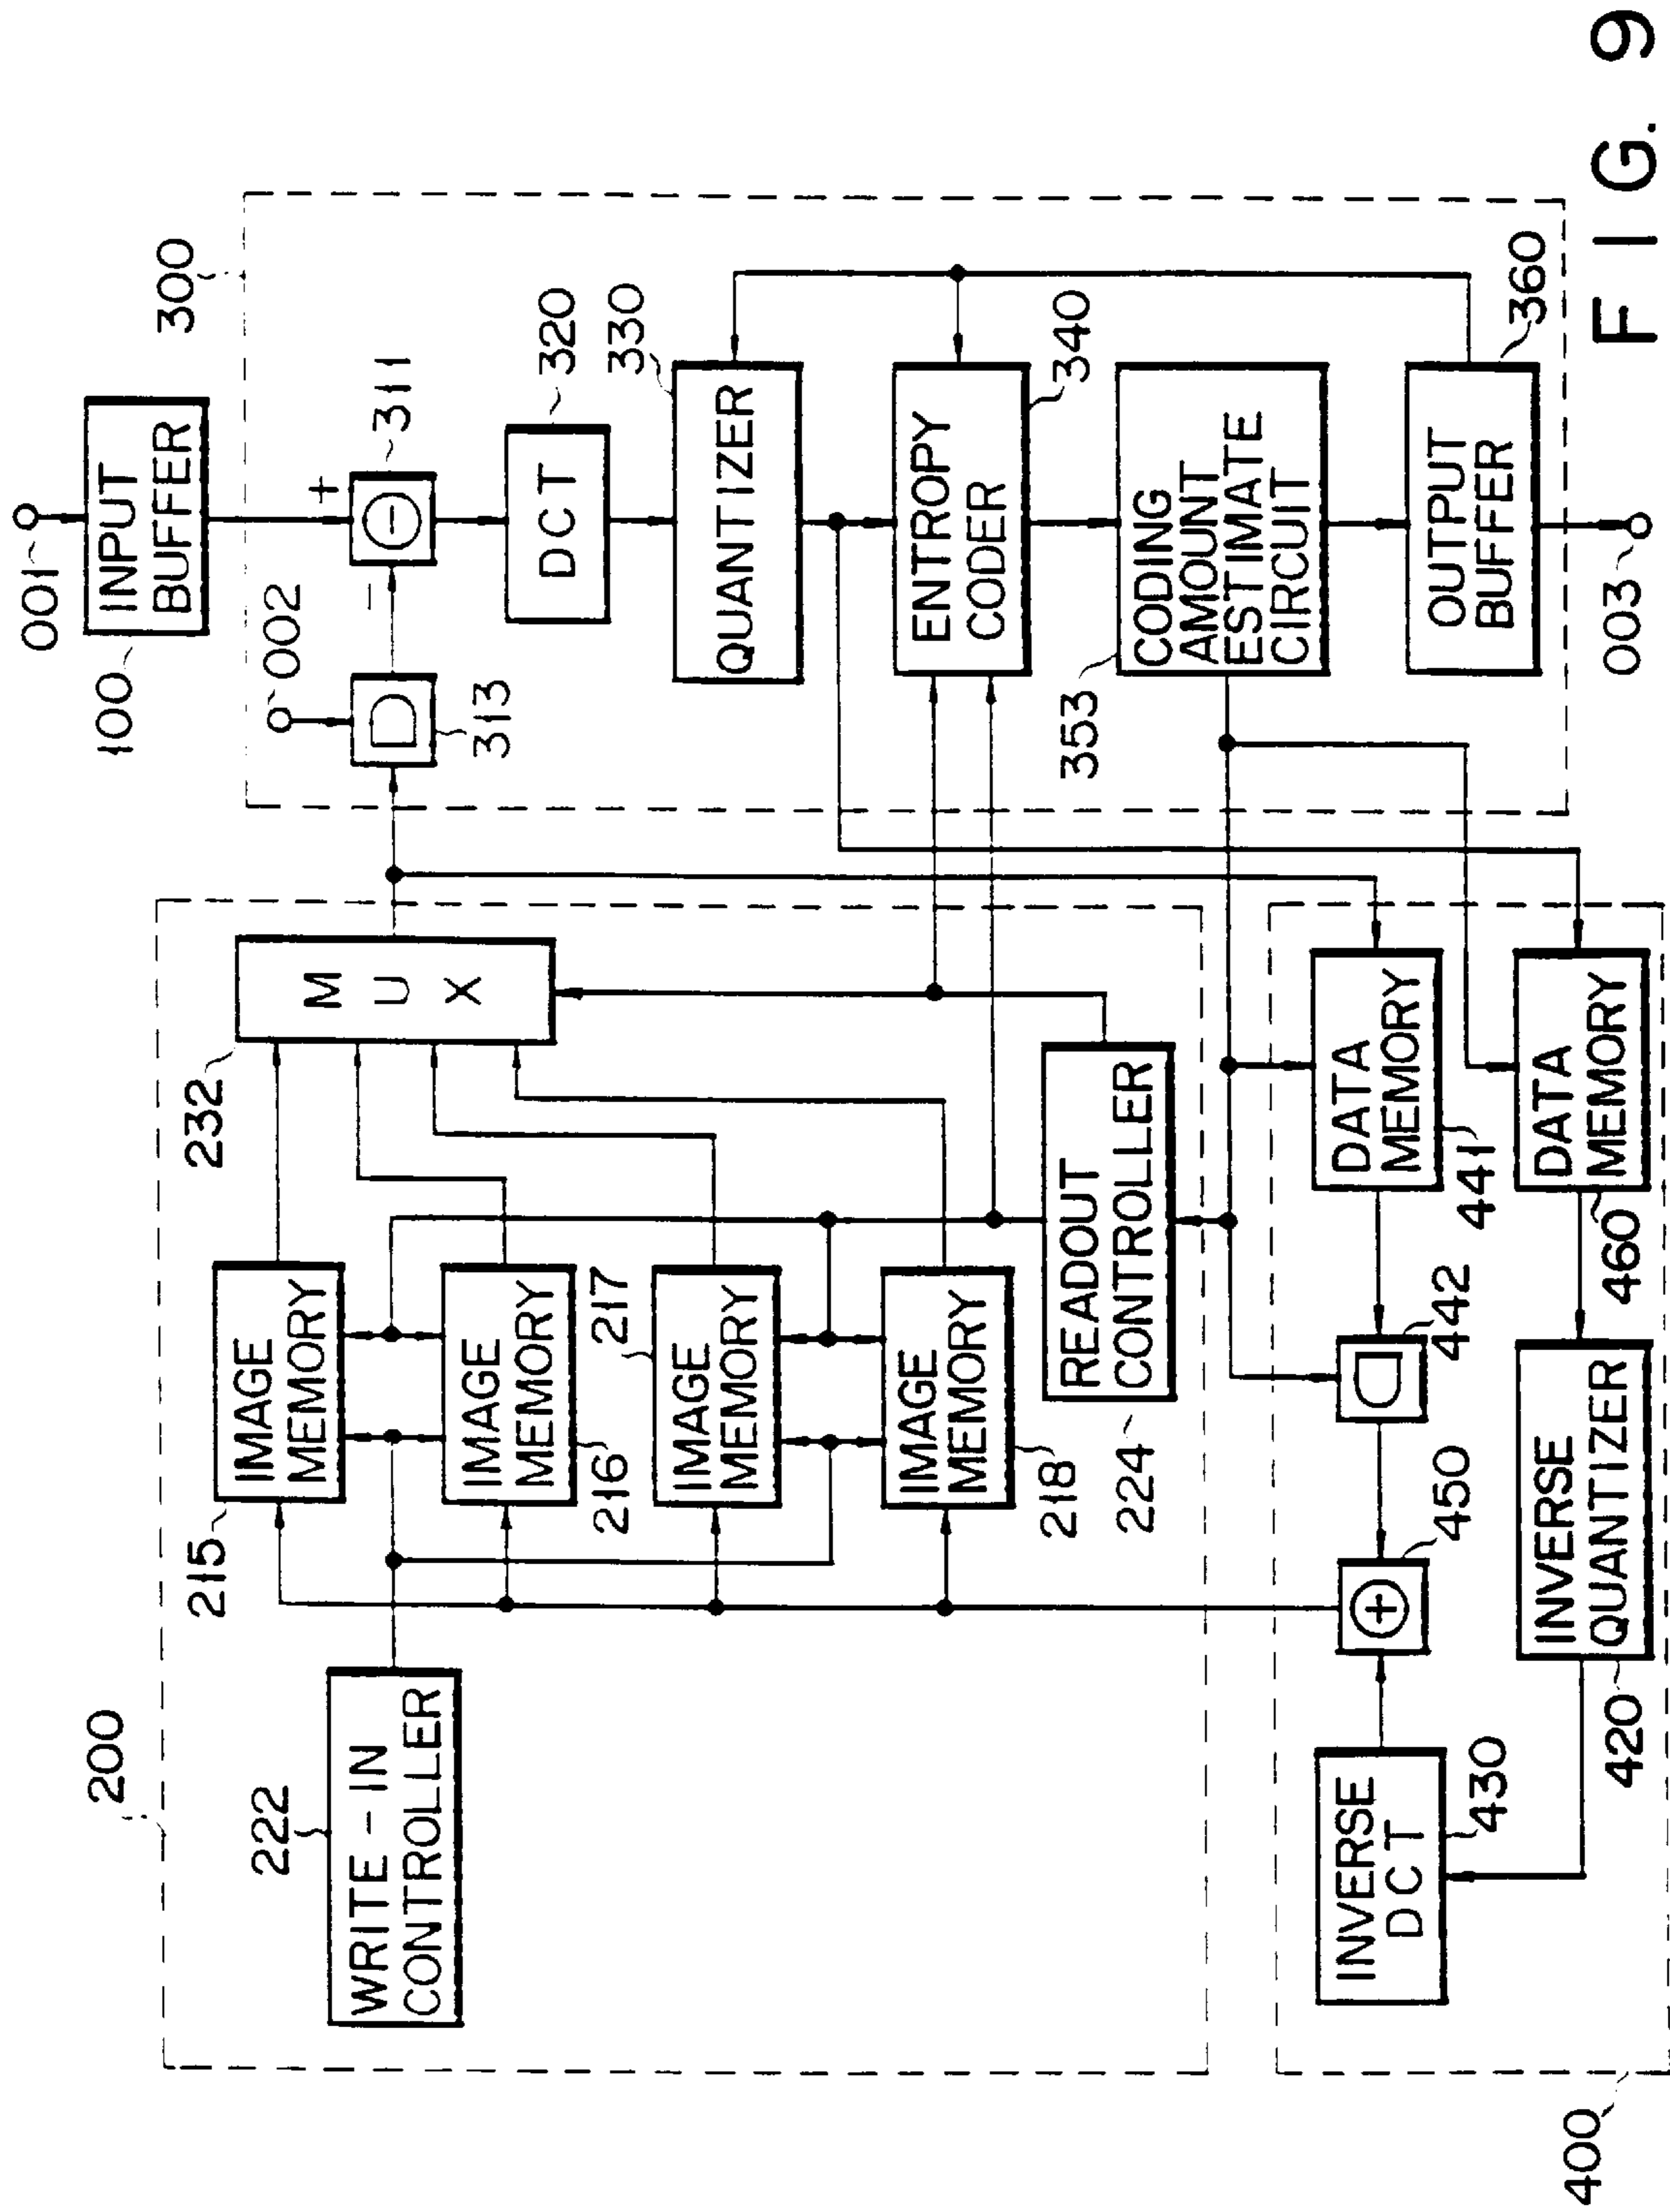 FIG. 9
001
INPUT
BUFFER
100
002
300
+
311
−
313
DCT
320
330
QUANTIZER
ENTROPY
CODER
340
CODING
AMOUNT
ESTIMATE
CIRCUIT
353
OUTPUT
BUFFER
360
003
200
222
WRITE-IN
CONTROLLER
215
IMAGE
MEMORY
IMAGE
MEMORY
216
217
IMAGE
MEMORY
IMAGE
MEMORY
218
232
MUX
READOUT
CONTROLLER
224
400
DATA
MEMORY
441
442
450
+
INVERSE
DCT
430
DATA
MEMORY
460
INVERSE
QUANTIZER
420